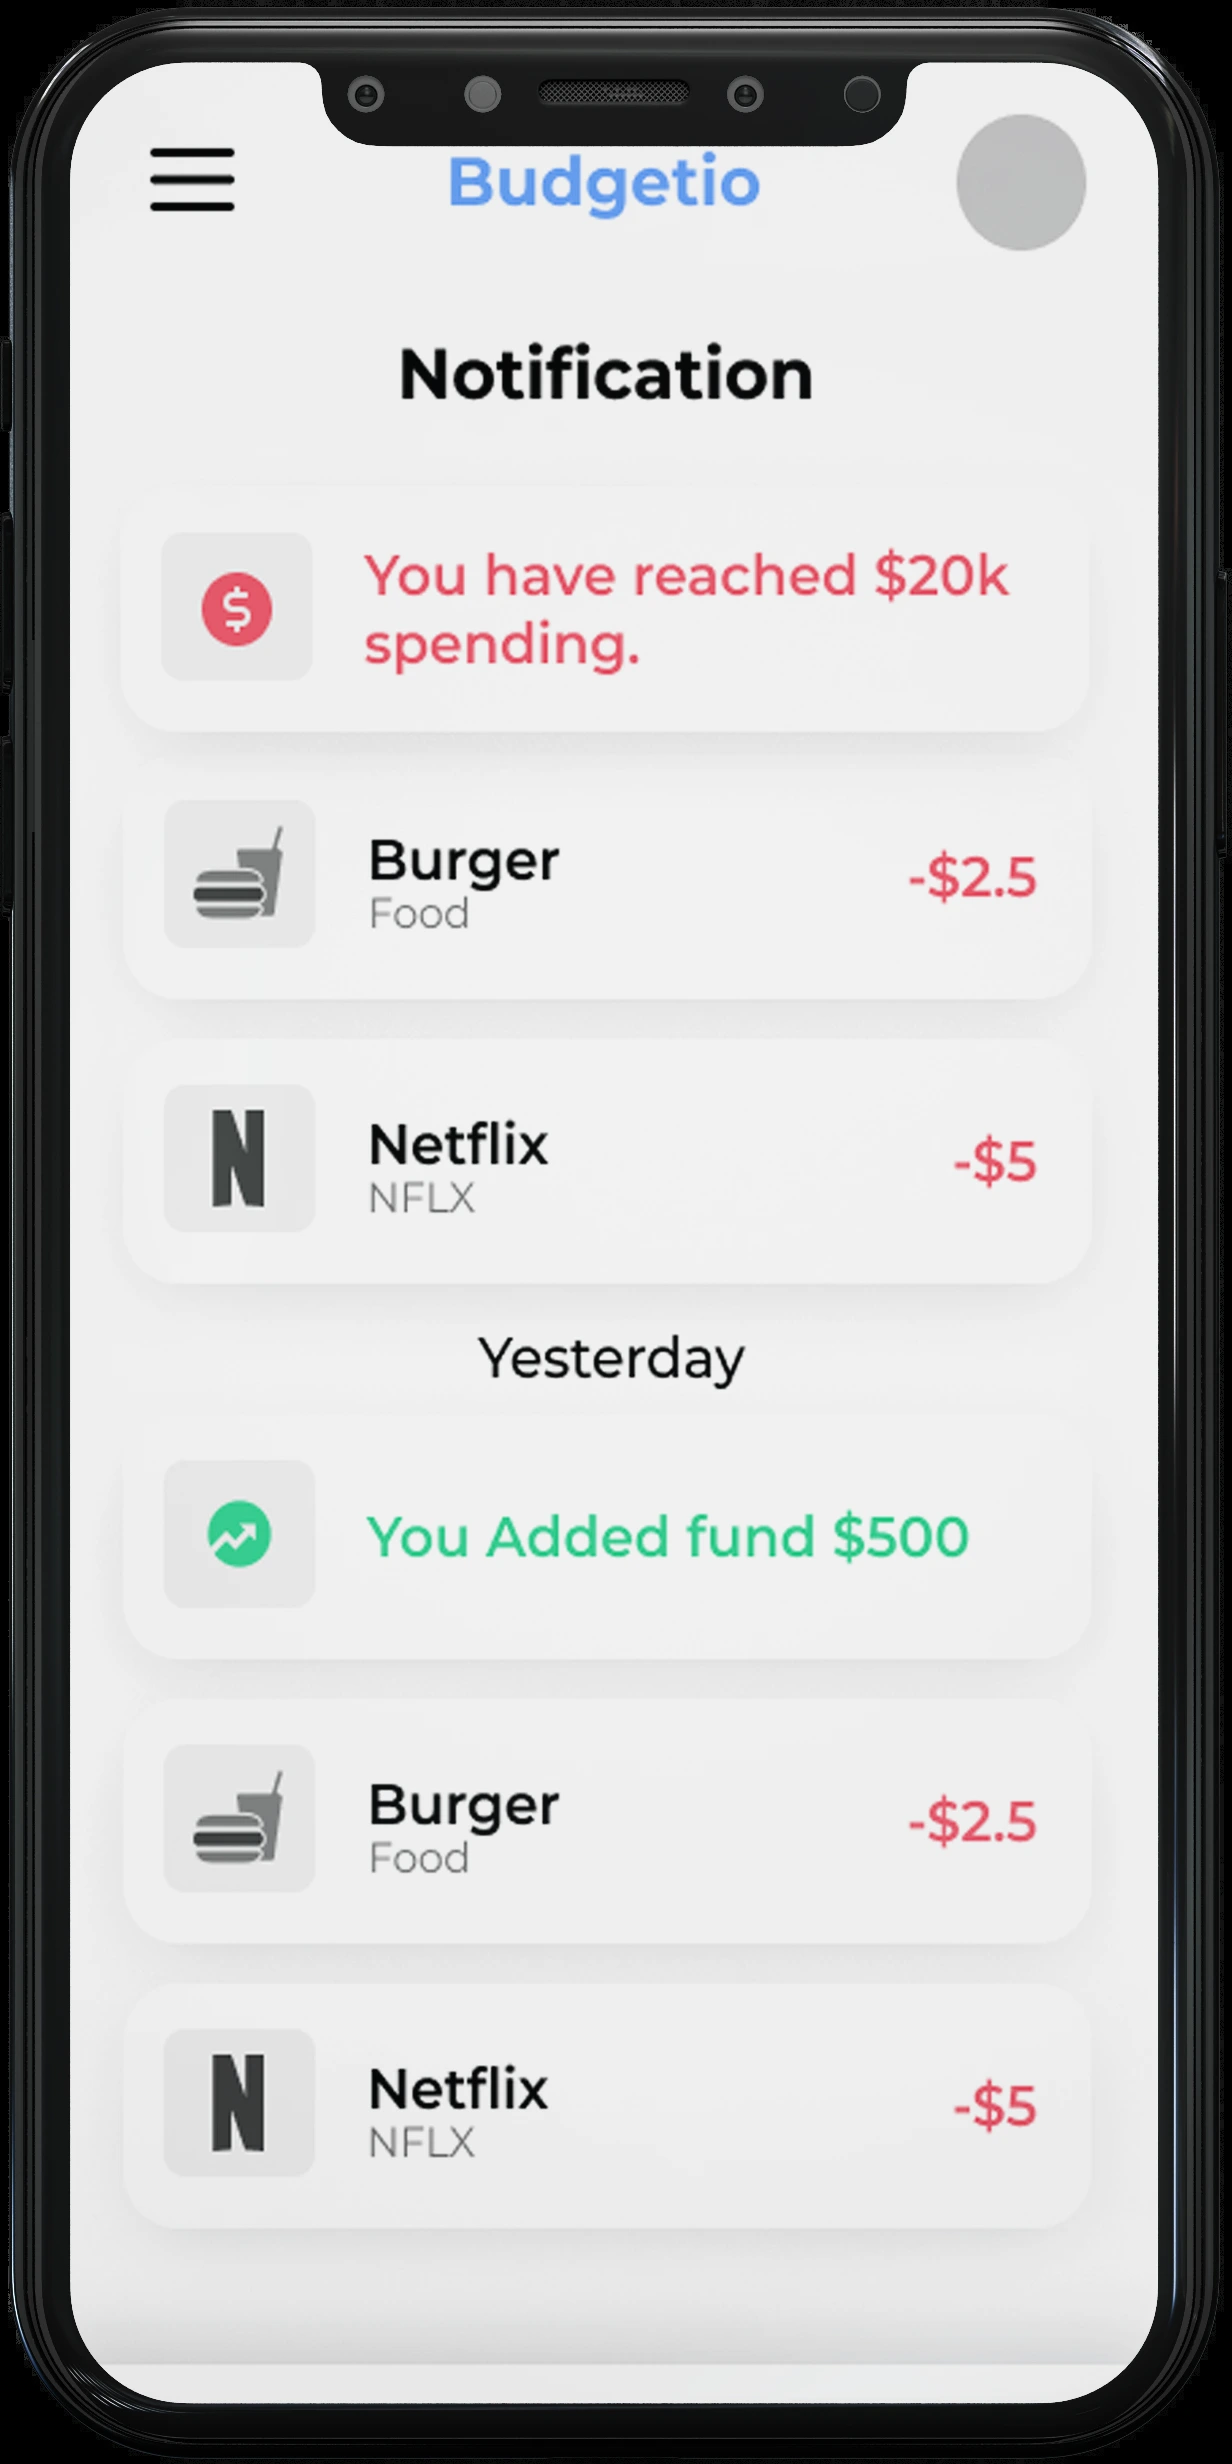 Budgetio
Notification
You have reached $20k
spending.
Burger
Food
-$2.5
N
Netflix
NFLX
-$5
Yesterday
You Added fund $500
Burger
Food
-$2.5
N
Netflix
NFLX
-$5